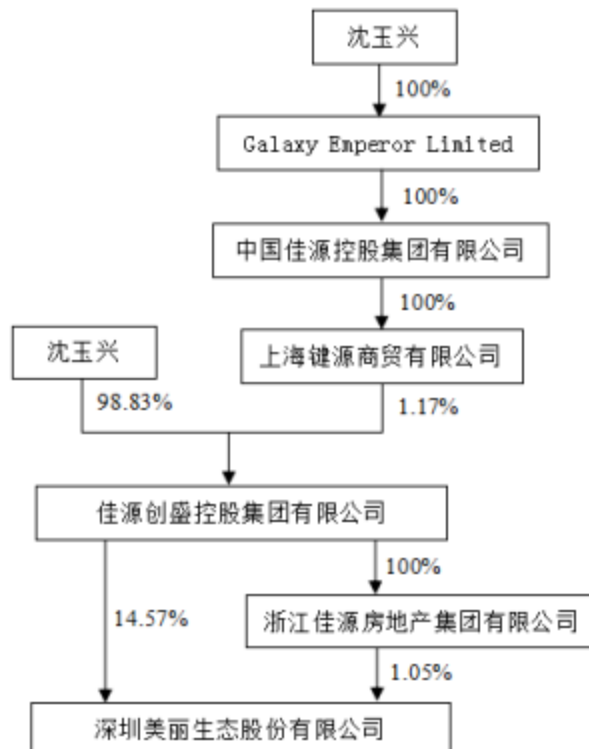 沈玉兴
100%
Galaxy Emperor Limited
100%
中国佳源控股集团有限公司
100%
沈玉兴
上海键源商贸有限公司
98.83%
1.17%
佳源创盛控股集团有限公司
100%
14.57%
浙江佳源房地产集团有限公司
1.05%
深圳美丽生态股份有限公司